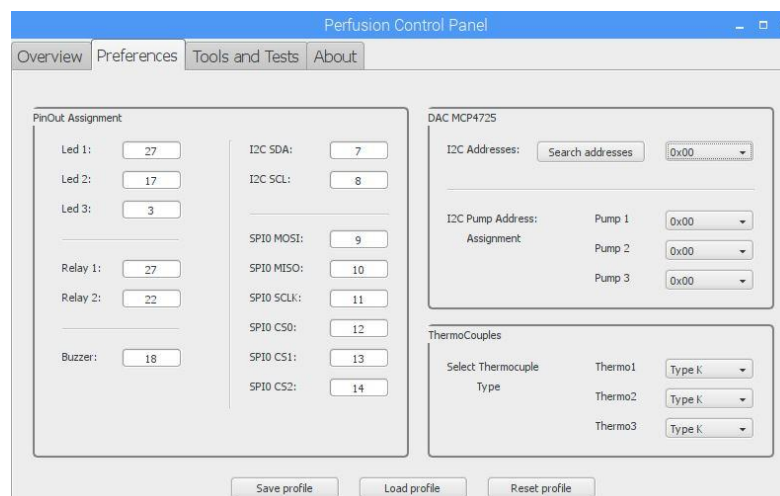 Perfusion Control Panel
Overview Preferences Tools and Tests About
PinOut Assignment
Led 1: 27
Led 2: 17
Led 3: 3
Relay 1: 27
Relay 2: 22
Buzzer: 18
I2C SDA: 7
I2C SCL: 8
SPI0 MOSI: 9
SPI0 MISO: 10
SPI0 SCLK: 11
SPI0 CS0: 12
SPI0 CS1: 13
SPI0 CS2: 14
DAC MCP4725
I2C Addresses: Search addresses 0x00
I2C Pump Address: Pump 1 0x00
Assignment Pump 2 0x00
Pump 3 0x00
ThermoCouples
Select Thermocuple Thermo1 Type K
Type Thermo2 Type K
Thermo3 Type K
Save profile Load profile Reset profile